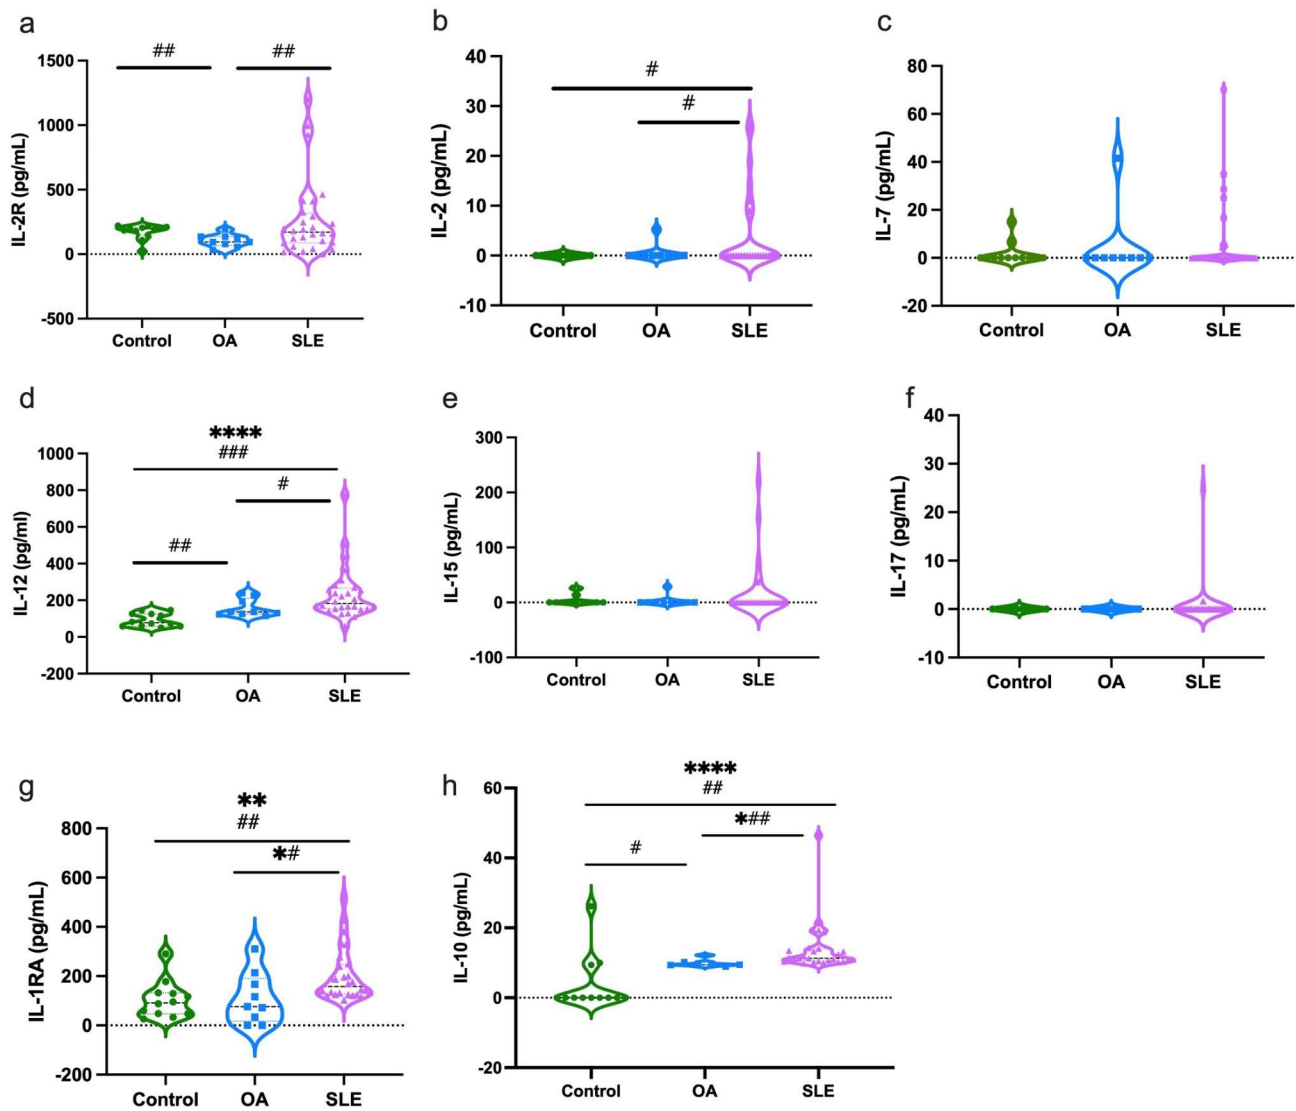 a
##
##
1500
1000
500
0
-500
IL-2R (pg/mL)
Control OA SLE
b
#
#
40
30
20
10
0
-10
IL-2 (pg/mL)
Control OA SLE
c
80
60
40
20
0
-20
IL-7 (pg/mL)
Control OA SLE
d
****
###
#
##
1000
800
600
400
200
0
-200
IL-12 (pg/ml)
Control OA SLE
e
300
200
100
0
-100
IL-15 (pg/mL)
Control OA SLE
f
40
30
20
10
0
-10
IL-17 (pg/mL)
Control OA SLE
g
**
##
*#
800
600
400
200
0
-200
IL-1RA (pg/mL)
Control OA SLE
h
****
##
*##
#
60
40
20
0
-20
IL-10 (pg/mL)
Control OA SLE